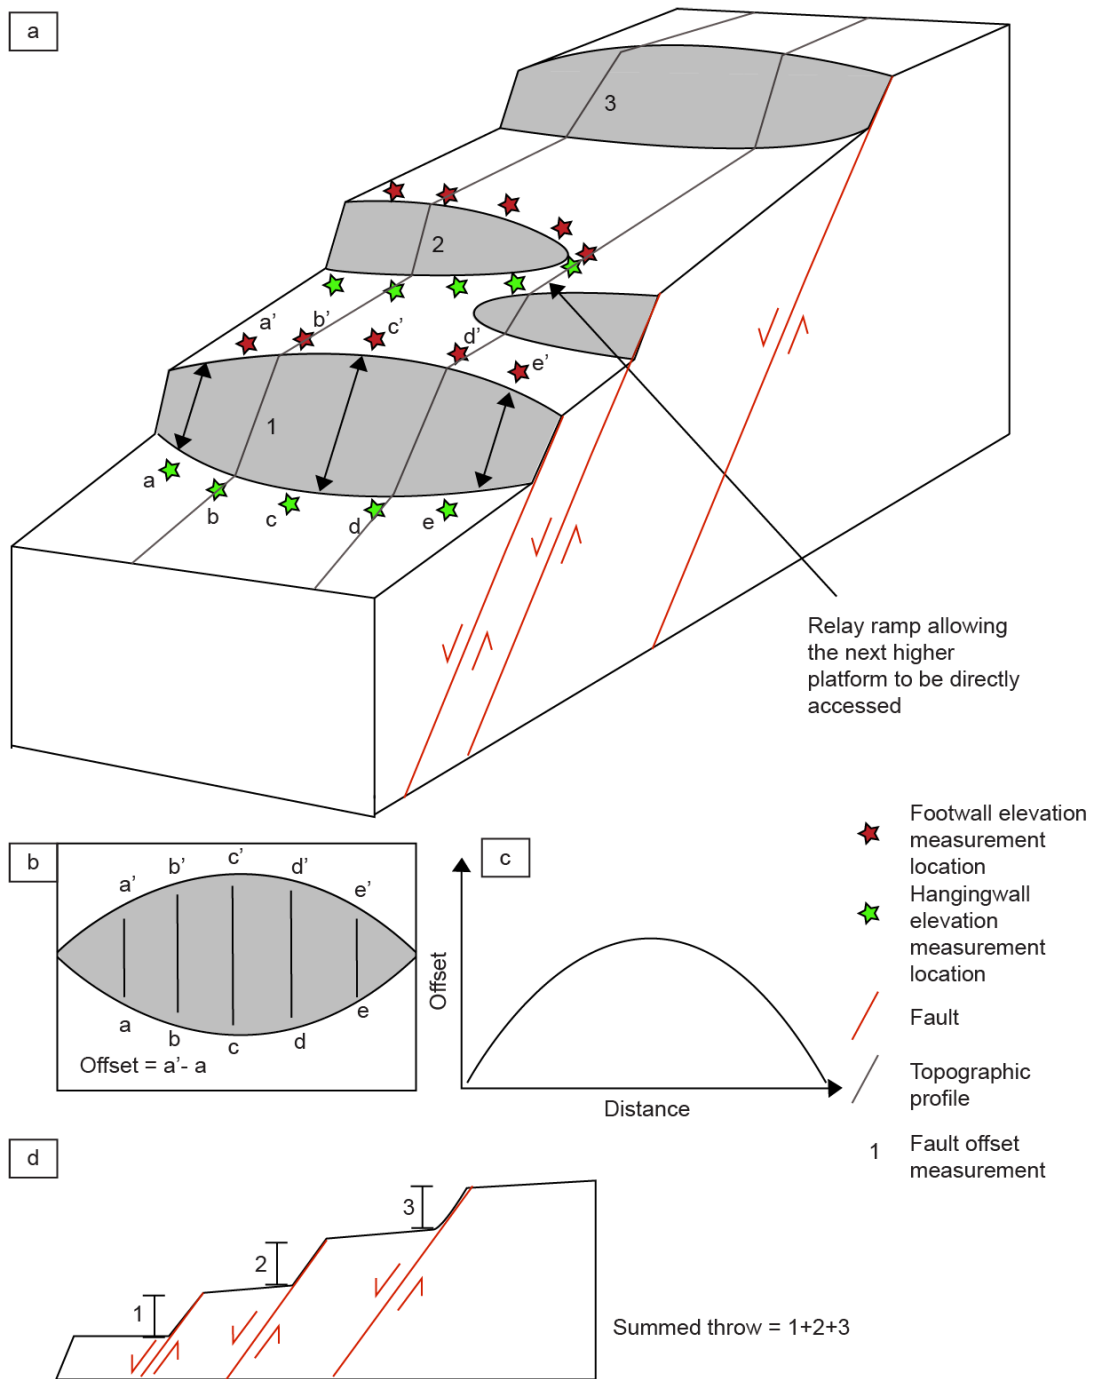 a
3
2
a’
b’
c’
d’
e’
1
a
b
c
d
e
Relay ramp allowing
the next higher
platform to be directly
accessed
b
c’
b’
d’
a’
e’
a
b
c
d
e
Offset = a’- a
c
Offset
Distance
Footwall elevation
measurement
location
Hangingwall
elevation
measurement
location
Fault
Topographic
profile
1
Fault offset
measurement
d
3
2
1
Summed throw = 1+2+3